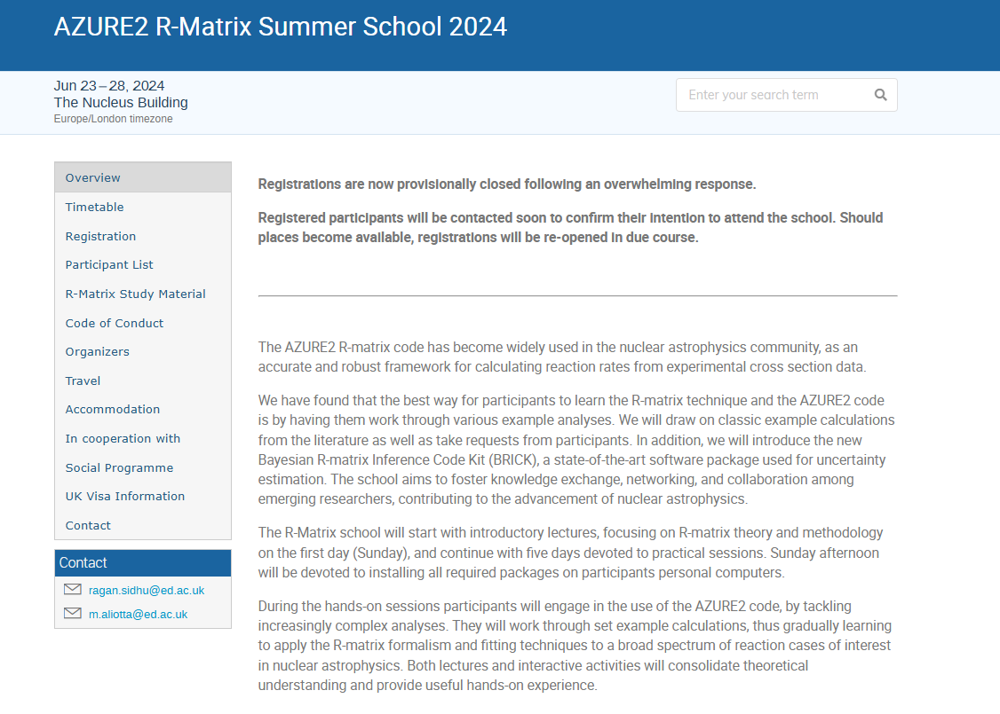 AZURE2 R-Matrix Summer School 2024
Jun 23 – 28, 2024
The Nucleus Building
Europe/London timezone
Enter your search term
Overview
Timetable
Registration
Participant List
R-Matrix Study Material
Code of Conduct
Organizers
Travel
Accommodation
In cooperation with
Social Programme
UK Visa Information
Contact
Contact
ragan.sidhu@ed.ac.uk
m.aliotta@ed.ac.uk
Registrations are now provisionally closed following an overwhelming response.
Registered participants will be contacted soon to confirm their intention to attend the school. Should
places become available, registrations will be re-opened in due course.
The AZURE2 R-matrix code has become widely used in the nuclear astrophysics community, as an
accurate and robust framework for calculating reaction rates from experimental cross section data.
We have found that the best way for participants to learn the R-matrix technique and the AZURE2 code
is by having them work through various example analyses. We will draw on classic example calculations
from the literature as well as take requests from participants. In addition, we will introduce the new
Bayesian R-matrix Inference Code Kit (BRICK), a state-of-the-art software package used for uncertainty
estimation. The school aims to foster knowledge exchange, networking, and collaboration among
emerging researchers, contributing to the advancement of nuclear astrophysics.
The R-Matrix school will start with introductory lectures, focusing on R-matrix theory and methodology
on the first day (Sunday), and continue with five days devoted to practical sessions. Sunday afternoon
will be devoted to installing all required packages on participants personal computers.
During the hands-on sessions participants will engage in the use of the AZURE2 code, by tackling
increasingly complex analyses. They will work through set example calculations, thus gradually learning
to apply the R-matrix formalism and fitting techniques to a broad spectrum of reaction cases of interest
in nuclear astrophysics. Both lectures and interactive activities will consolidate theoretical
understanding and provide useful hands-on experience.